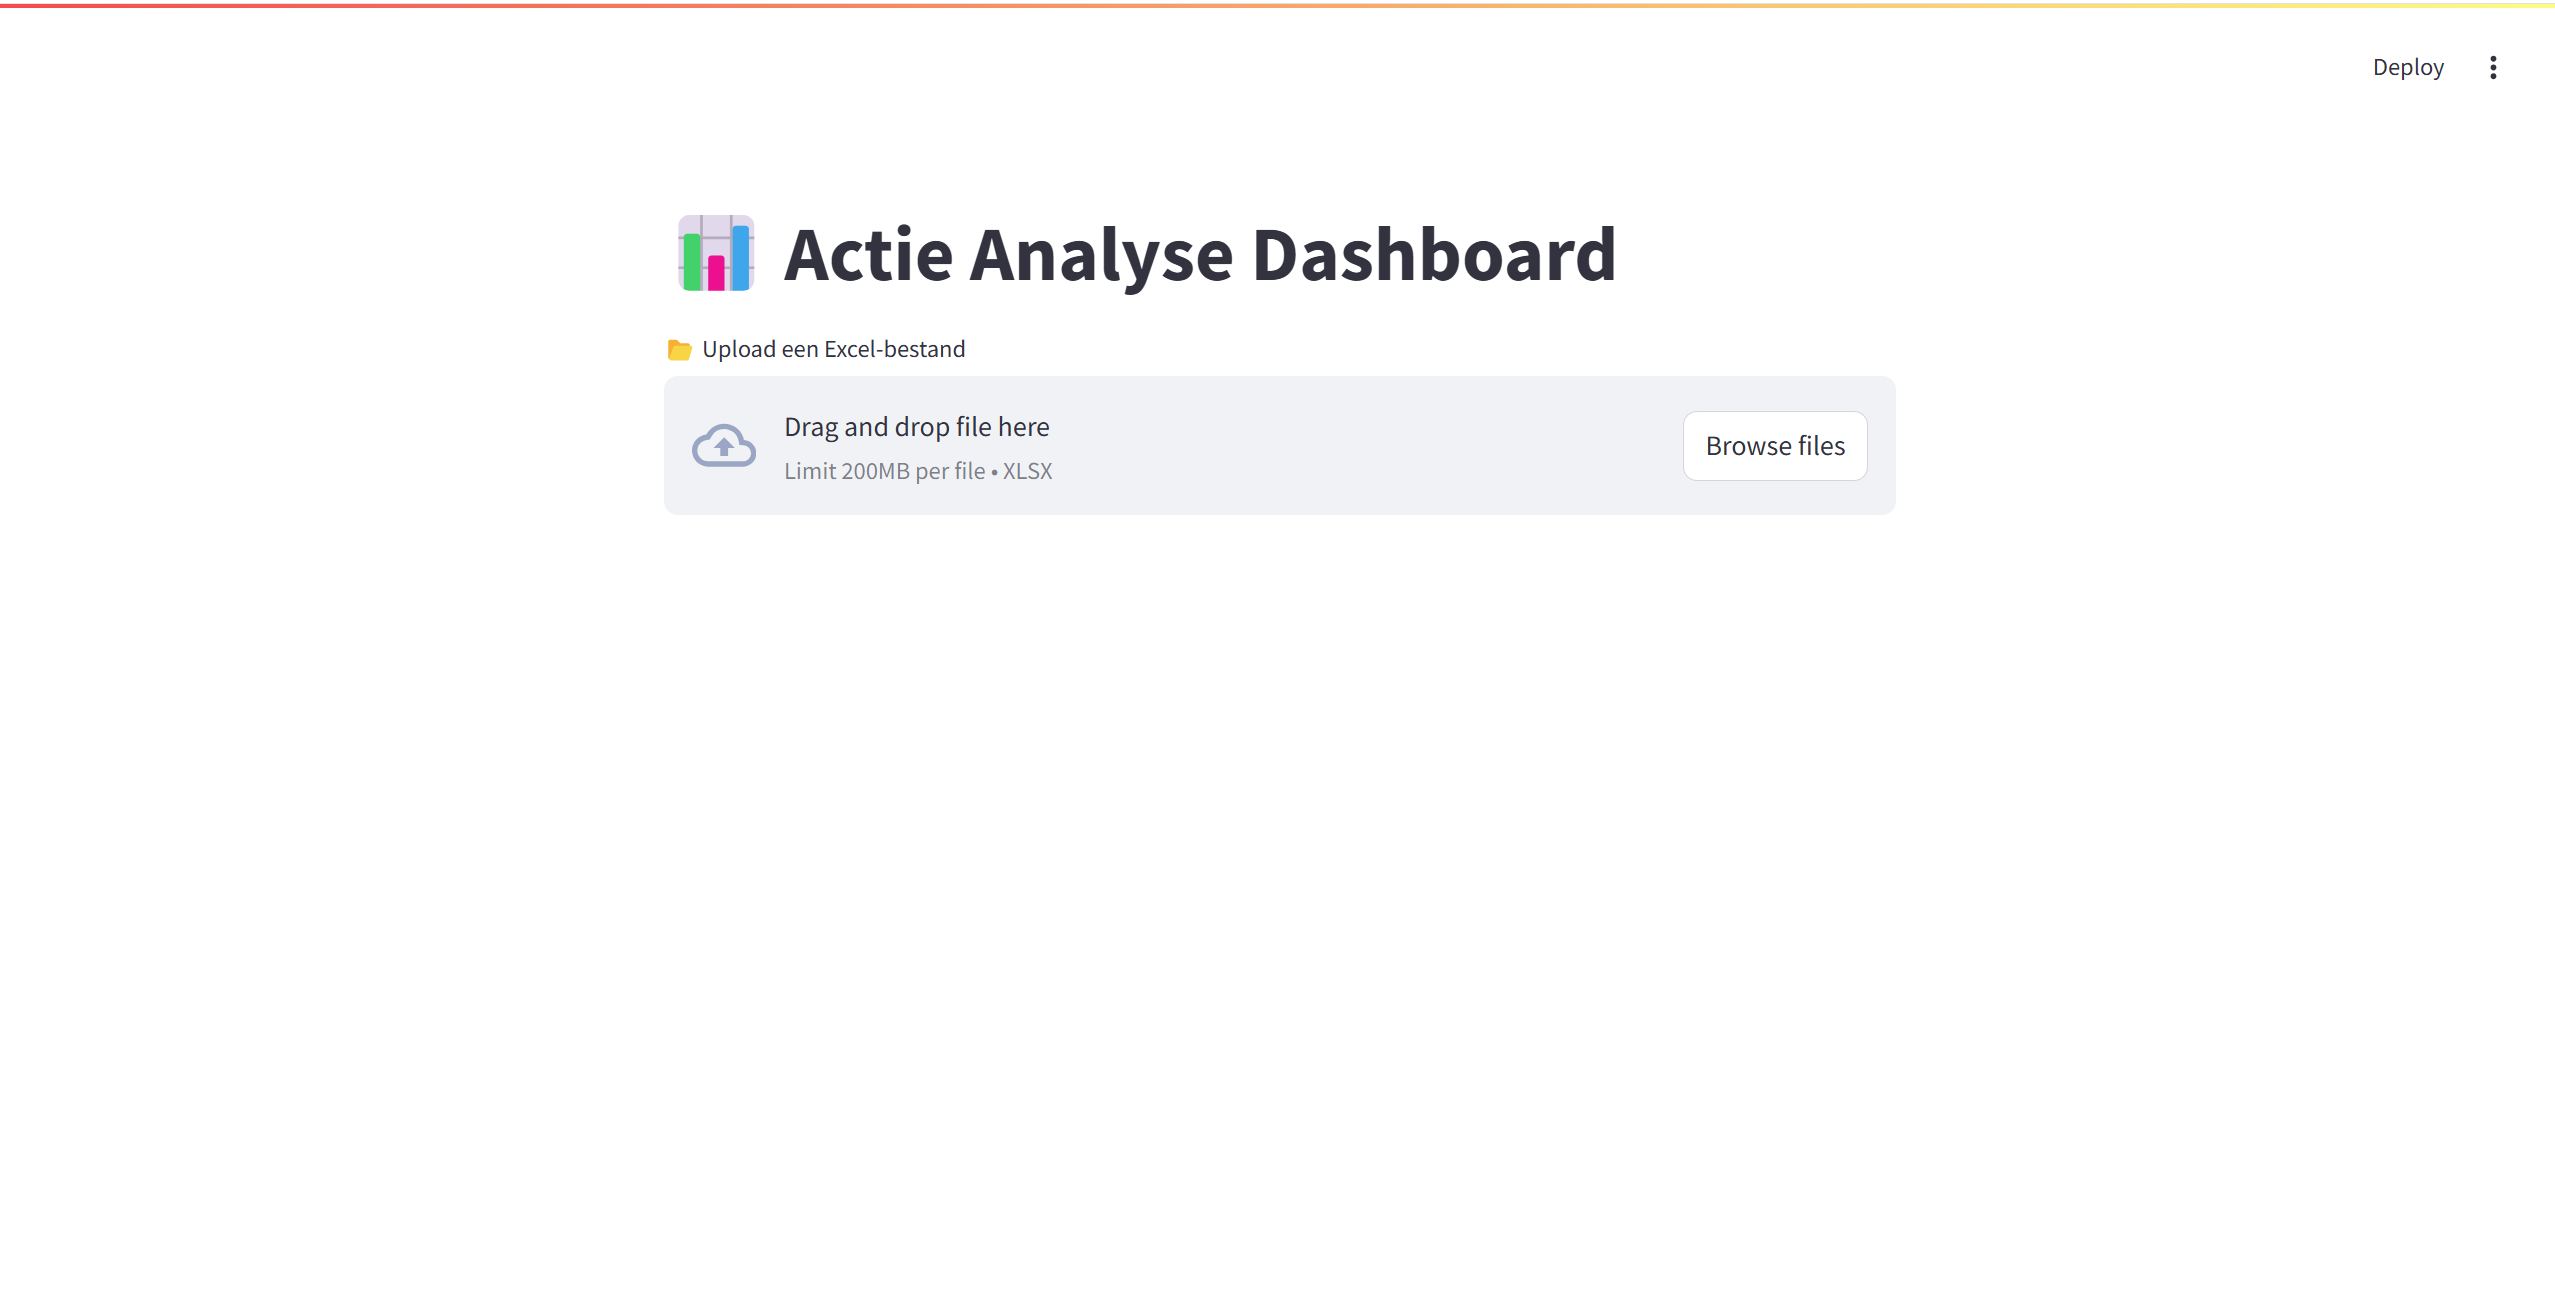 Deploy
Actie Analyse Dashboard
Upload een Excel-bestand
Drag and drop file here
Limit 200MB per file • XLSX
Browse files